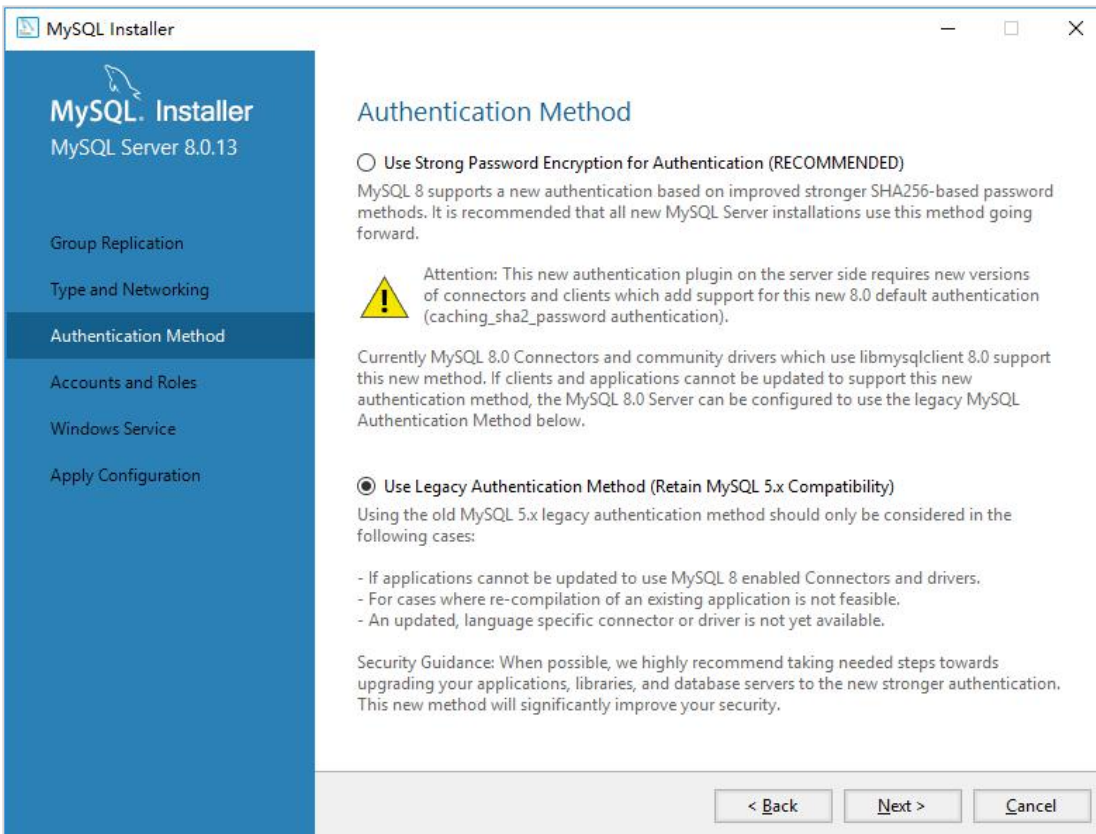 MySQL Installer
MySQL. Installer
MySQL Server 8.0.13
Group Replication
Type and Networking
Authentication Method
Accounts and Roles
Windows Service
Apply Configuration
Authentication Method
Use Strong Password Encryption for Authentication (RECOMMENDED)
MySQL 8 supports a new authentication based on improved stronger SHA256-based password
methods. It is recommended that all new MySQL Server installations use this method going
forward.
Attention: This new authentication plugin on the server side requires new versions
of connectors and clients which add support for this new 8.0 default authentication
(caching_sha2_password authentication).
Currently MySQL 8.0 Connectors and community drivers which use libmysqlclient 8.0 support
this new method. If clients and applications cannot be updated to support this new
authentication method, the MySQL 8.0 Server can be configured to use the legacy MySQL
Authentication Method below.
Use Legacy Authentication Method (Retain MySQL 5.x Compatibility)
Using the old MySQL 5.x legacy authentication method should only be considered in the
following cases:
- If applications cannot be updated to use MySQL 8 enabled Connectors and drivers.
- For cases where re-compilation of an existing application is not feasible.
- An updated, language specific connector or driver is not yet available.
Security Guidance: When possible, we highly recommend taking needed steps towards
upgrading your applications, libraries, and database servers to the new stronger authentication.
This new method will significantly improve your security.
< Back
Next >
Cancel